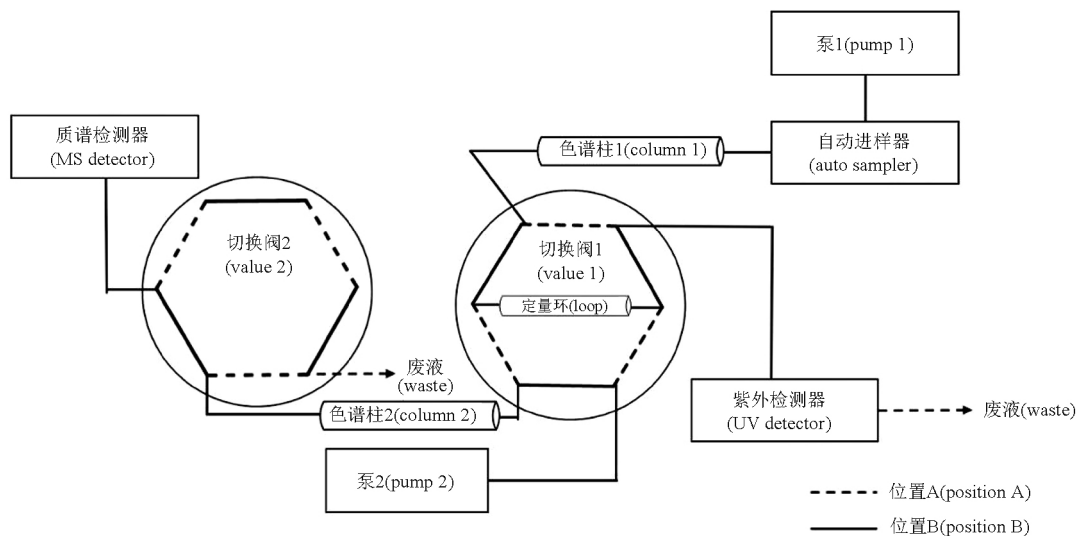 泵1(pump 1)
质谱检测器
(MS detector)
色谱柱1(column 1)
自动进样器
(auto sampler)
切换阀2
(value 2)
切换阀1
(value 1)
定量环(loop)
废液
(waste)
色谱柱2(column 2)
紫外检测器
(UV detector)
废液(waste)
泵2(pump 2)
位置A(position A)
位置B(position B)